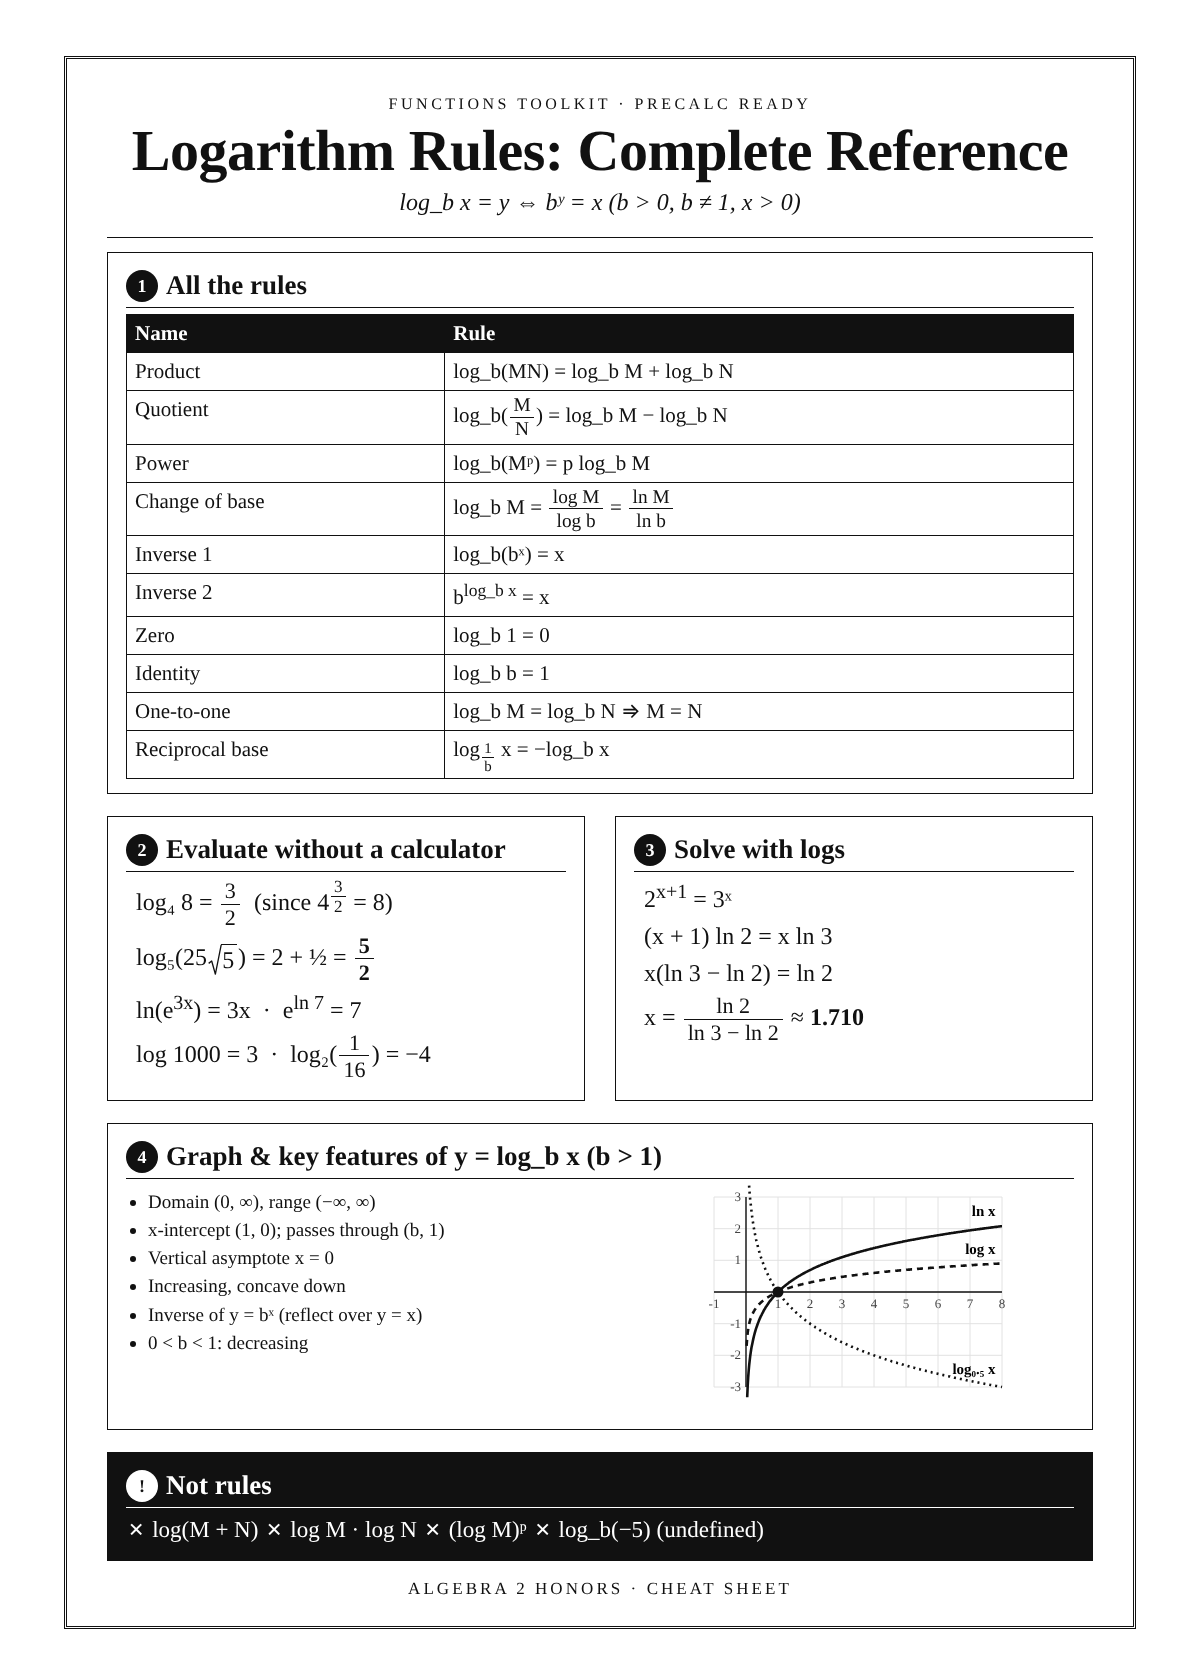 FUNCTIONS TOOLKIT · PRECALC READY
Logarithm Rules: Complete Reference
log_b x = y ⇔ bʸ = x (b > 0, b ≠ 1, x > 0)
1 All the rules
Name Rule
Product log_b(MN) = log_b M + log_b N
Quotient log_b(M/N) = log_b M − log_b N
Power log_b(Mᵖ) = p log_b M
Change of base log_b M = log M/log b = ln M/ln b
Inverse 1 log_b(bˣ) = x
Inverse 2 b^(log_b x) = x
Zero log_b 1 = 0
Identity log_b b = 1
One-to-one log_b M = log_b N ⇒ M = N
Reciprocal base log_(1/b) x = −log_b x
2 Evaluate without a calculator
log₄ 8 = 3/2 (since 4^(3/2) = 8)
log₅(25√5) = 2 + ½ = 5/2
ln(e^(3x)) = 3x · e^(ln 7) = 7
log 1000 = 3 · log₂(1/16) = −4
3 Solve with logs
2^(x+1) = 3ˣ
(x + 1) ln 2 = x ln 3
x(ln 3 − ln 2) = ln 2
x = ln 2/(ln 3 − ln 2) ≈ 1.710
4 Graph & key features of y = log_b x (b > 1)
• Domain (0, ∞), range (−∞, ∞)
• x-intercept (1, 0); passes through (b, 1)
• Vertical asymptote x = 0
• Increasing, concave down
• Inverse of y = bˣ (reflect over y = x)
• 0 < b < 1: decreasing
3
ln x
2
log x
1
-1 1 2 3 4 5 6 7 8
-1
-2
log₀.₅ x
-3
! Not rules
✕ log(M + N) ✕ log M · log N ✕ (log M)ᵖ ✕ log_b(−5) (undefined)
ALGEBRA 2 HONORS · CHEAT SHEET